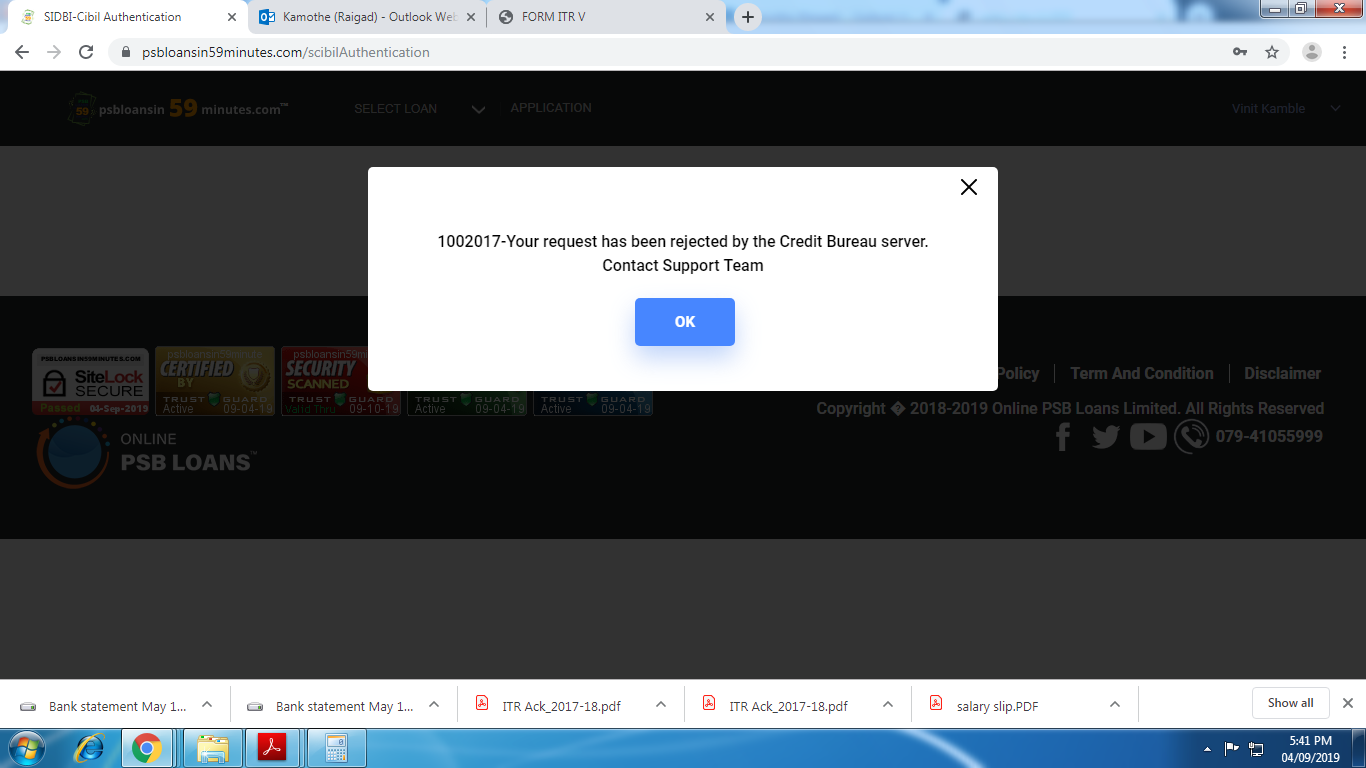 SIDBI-Cibil Authentication
Kamothe (Raigad) - Outlook Web
FORM ITR V
psbloansin59minutes.com/scibilAuthentication
59
psbloansin 59 minutes.com™
SELECT LOAN
APPLICATION
Vinit Kamble
1002017-Your request has been rejected by the Credit Bureau server.
Contact Support Team
OK
PSBLOANSIN59MINUTES.COM
SiteLock
SECURE
Passed 04-Sep-2019
psbloansin59minute
CERTIFIED
BY
TRUST GUARD
Active 09-04-19
psbloansin59m
SECURITY
SCANNED
TRUST GUARD
Valid Thru 09-10-19
TRUST GUARD
Active 09-04-19
TRUST GUARD
Active 09-04-19
Policy
Term And Condition
Disclaimer
Copyright � 2018-2019 Online PSB Loans Limited. All Rights Reserved
079-41055999
ONLINE
PSB LOANS™
Bank statement May 1...
Bank statement May 1...
ITR Ack_2017-18.pdf
ITR Ack_2017-18.pdf
salary slip.PDF
Show all
5:41 PM
04/09/2019